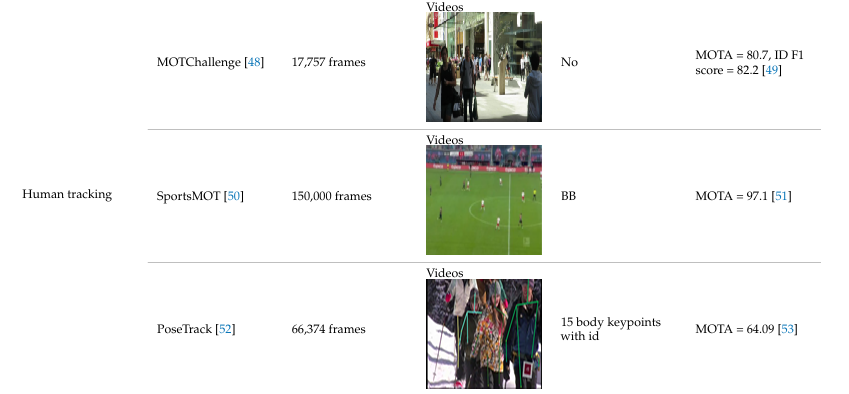 Videos
MOTChallenge [48]
17,757 frames
No
MOTA = 80.7, ID F1
score = 82.2 [49]
Videos
Human tracking
SportsMOT [50]
150,000 frames
BB
MOTA = 97.1 [51]
Videos
PoseTrack [52]
66,374 frames
15 body keypoints
with id
MOTA = 64.09 [53]